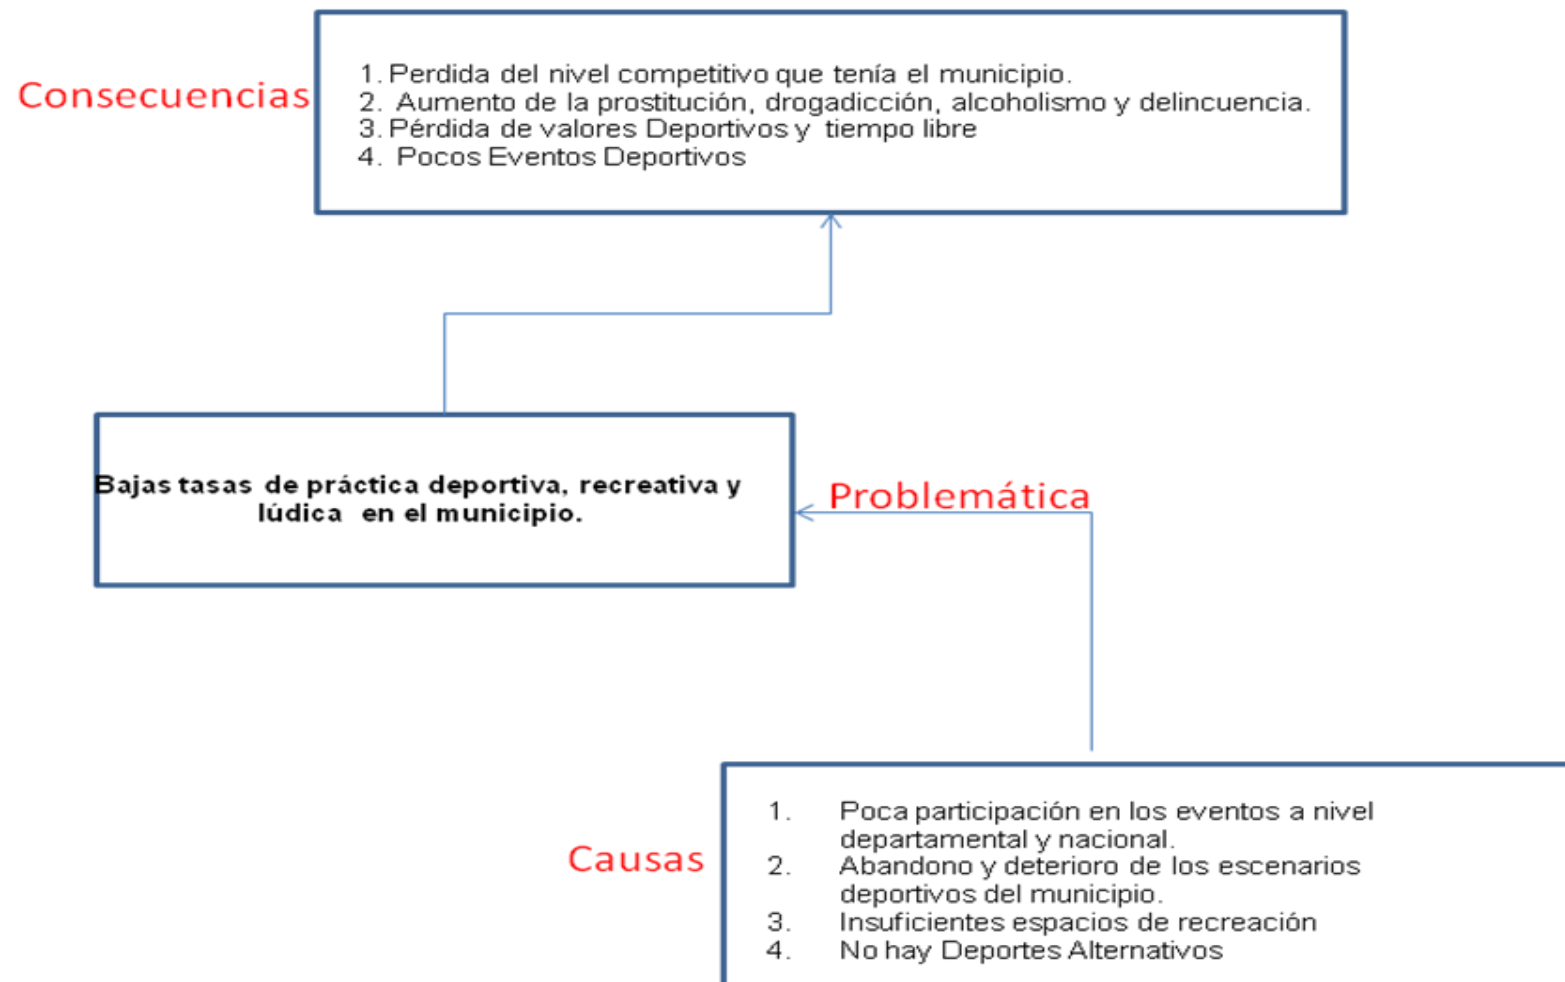 Consecuencias
1. Perdida del nivel competitivo que tenía el municipio.
2. Aumento de la prostitución, drogadicción, alcoholismo y delincuencia.
3. Pérdida de valores Deportivos y tiempo libre
4. Pocos Eventos Deportivos
Bajas tasas de práctica deportiva, recreativa y
lúdica en el municipio.
Problemática
Causas
1. Poca participación en los eventos a nivel
departamental y nacional.
2. Abandono y deterioro de los escenarios
deportivos del municipio.
3. Insuficientes espacios de recreación
4. No hay Deportes Alternativos